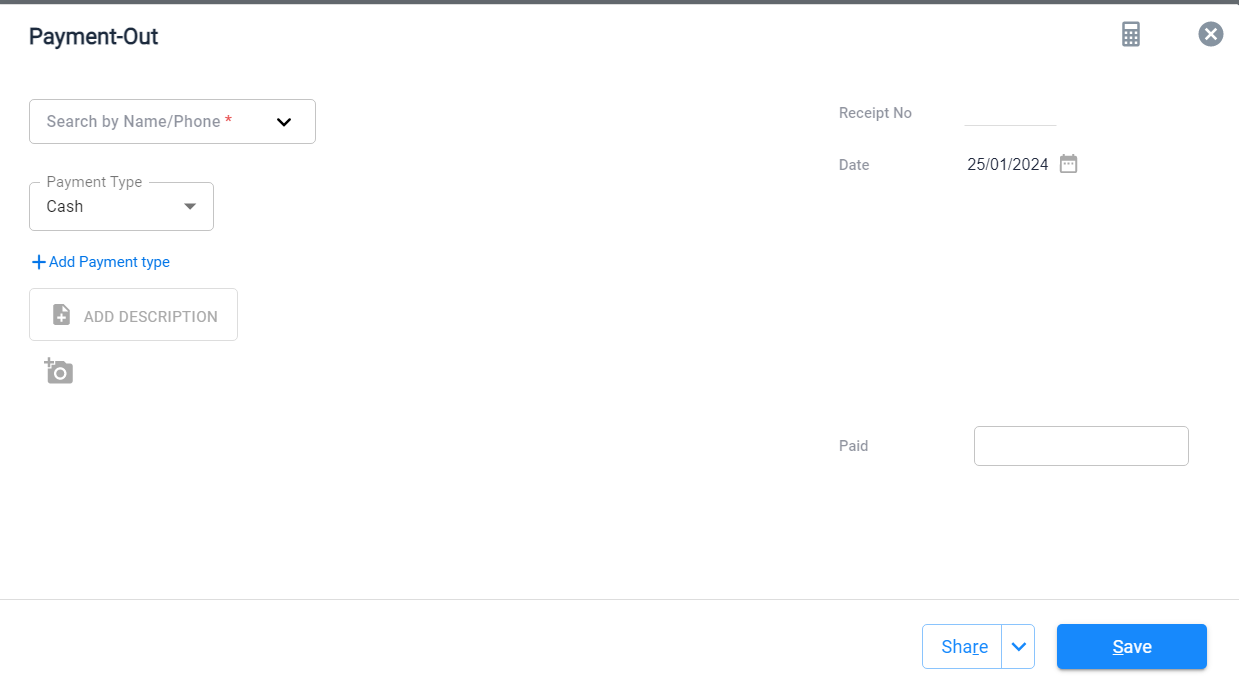 Payment-Out
Search by Name/Phone *
Receipt No
Date 25/01/2024
Payment Type
Cash
Add Payment type
ADD DESCRIPTION
Paid
Share
Save